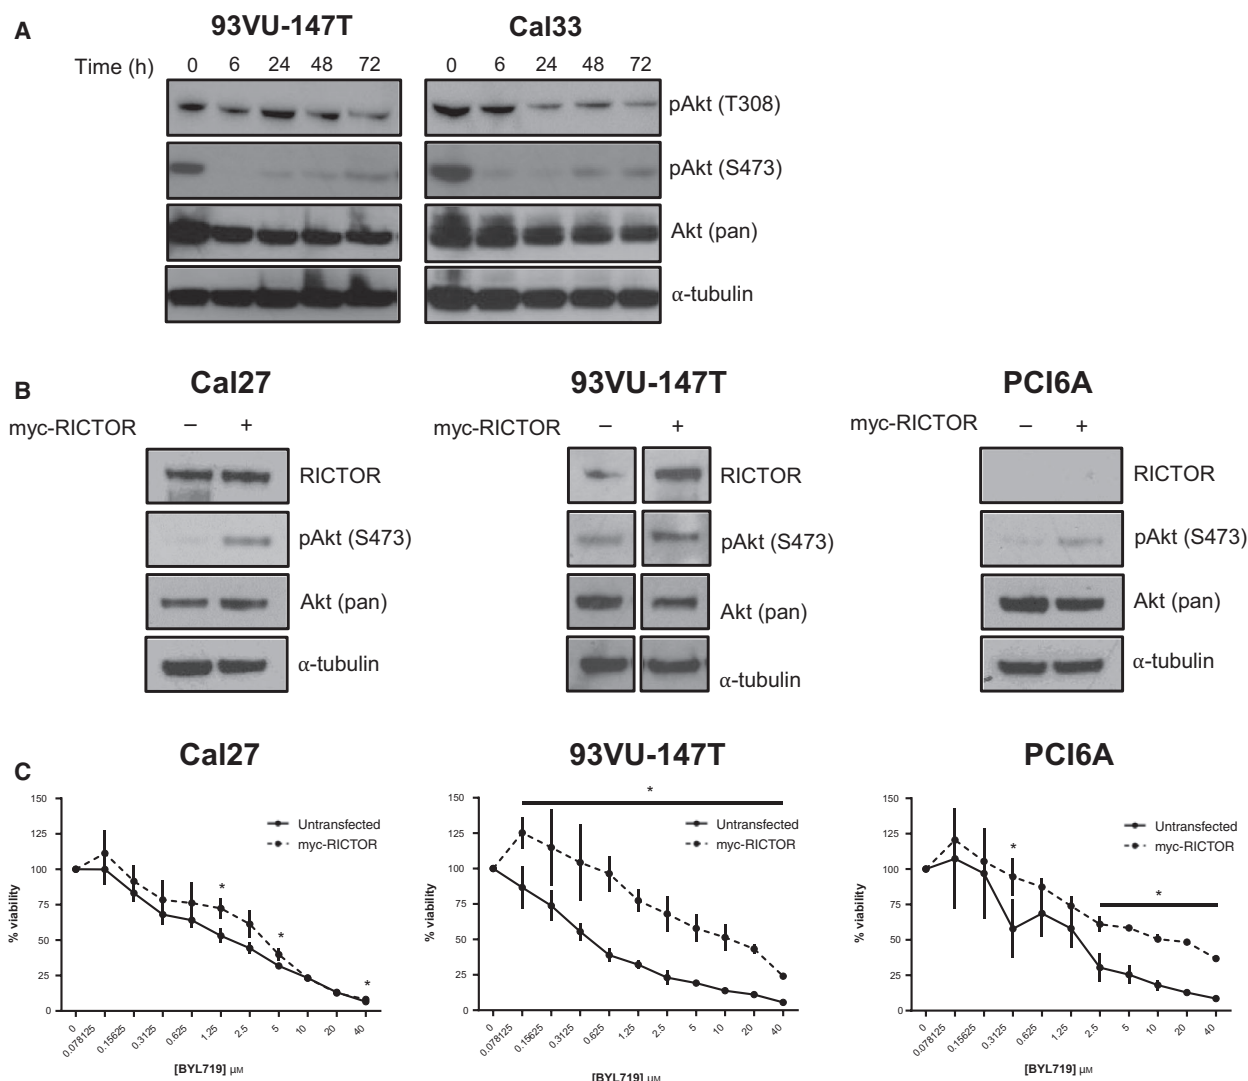 A
93VU-147T
Cal33
Time (h) 0 6 24 48 72 0 6 24 48 72
pAkt (T308)
pAkt (S473)
Akt (pan)
α-tubulin
B
Cal27
93VU-147T
PCI6A
myc-RICTOR – +
myc-RICTOR – +
myc-RICTOR – +
RICTOR
RICTOR
RICTOR
pAkt (S473)
pAkt (S473)
pAkt (S473)
Akt (pan)
Akt (pan)
Akt (pan)
α-tubulin
α-tubulin
α-tubulin
C
Cal27
% viability
150
125
100
75
50
25
0
Untransfected
myc-RICTOR
*
*
*
0 0.078125 0.15625 0.3125 0.625 1.25 2.5 5 10 20 40
[BYL719] µM
93VU-147T
% viability
150
125
100
75
50
25
0
*
Untransfected
myc-RICTOR
0 0.078125 0.15625 0.3125 0.625 1.25 2.5 5 10 20 40
[BYL719] µM
PCI6A
% viability
150
125
100
75
50
25
0
Untransfected
myc-RICTOR
*
*
0 0.078125 0.15625 0.3125 0.625 1.25 2.5 5 10 20 40
[BYL719] µM